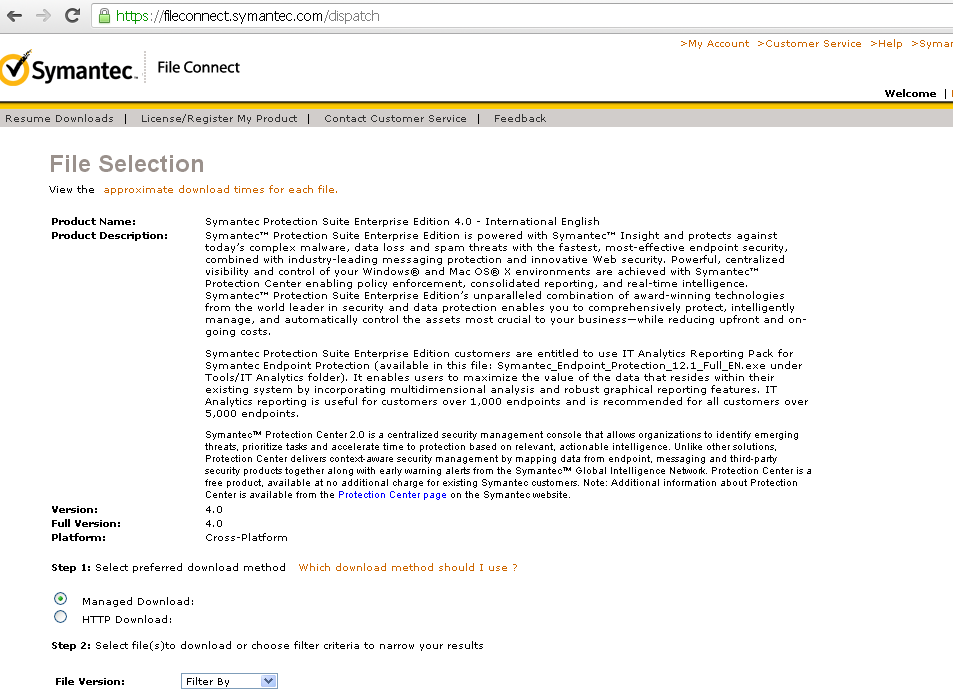 https://fileconnect.symantec.com/dispatch
>My Account >Customer Service >Help >Syman
Symantec. File Connect
Welcome |
Resume Downloads | License/Register My Product | Contact Customer Service | Feedback
File Selection
View the approximate download times for each file.
Product Name: Symantec Protection Suite Enterprise Edition 4.0 - International English
Product Description: Symantec™ Protection Suite Enterprise Edition is powered with Symantec™ Insight and protects against
today's complex malware, data loss and spam threats with the fastest, most-effective endpoint security,
combined with industry-leading messaging protection and innovative Web security. Powerful, centralized
visibility and control of your Windows® and Mac OS® X environments are achieved with Symantec™
Protection Center enabling policy enforcement, consolidated reporting, and real-time intelligence.
Symantec™ Protection Suite Enterprise Edition's unparalleled combination of award-winning technologies
from the world leader in security and data protection enables you to comprehensively protect, intelligently
manage, and automatically control the assets most crucial to your business—while reducing upfront and on-
going costs.
Symantec Protection Suite Enterprise Edition customers are entitled to use IT Analytics Reporting Pack for
Symantec Endpoint Protection (available in this file: Symantec_Endpoint_Protection_12.1_Full_EN.exe under
Tools/IT Analytics folder). It enables users to maximize the value of the data that resides within their
existing system by incorporating multidimensional analysis and robust graphical reporting features. IT
Analytics reporting is useful for customers over 1,000 endpoints and is recommended for all customers over
5,000 endpoints.
Symantec™ Protection Center 2.0 is a centralized security management console that allows organizations to identify emerging
threats, prioritize tasks and accelerate time to protection based on relevant, actionable intelligence. Unlike other solutions,
Protection Center delivers context-aware security management by mapping data from endpoint, messaging and third-party
security products together along with early warning alerts from the Symantec™ Global Intelligence Network. Protection Center is a
free product, available at no additional charge for existing Symantec customers. Note: Additional information about Protection
Center is available from the Protection Center page on the Symantec website.
Version: 4.0
Full Version: 4.0
Platform: Cross-Platform
Step 1: Select preferred download method Which download method should I use ?
Managed Download:
HTTP Download:
Step 2: Select file(s)to download or choose filter criteria to narrow your results
File Version: Filter By